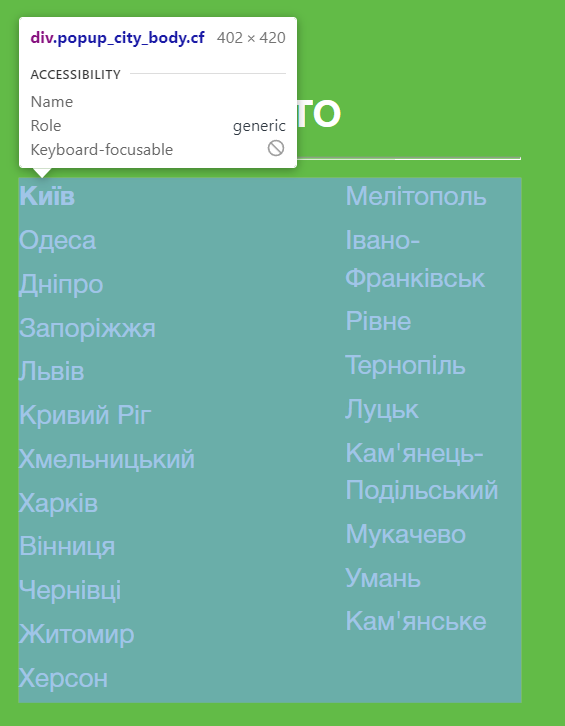 div.popup_city_body.cf 402 × 420
ACCESSIBILITY
Name
Role generic
Keyboard-focusable
ТО
Київ
Одеса
Дніпро
Запоріжжя
Львів
Кривий Ріг
Хмельницький
Харків
Вінниця
Чернівці
Житомир
Херсон
Мелітополь
Івано-
Франківськ
Рівне
Тернопіль
Луцьк
Кам'янець-
Подільський
Мукачево
Умань
Кам'янське